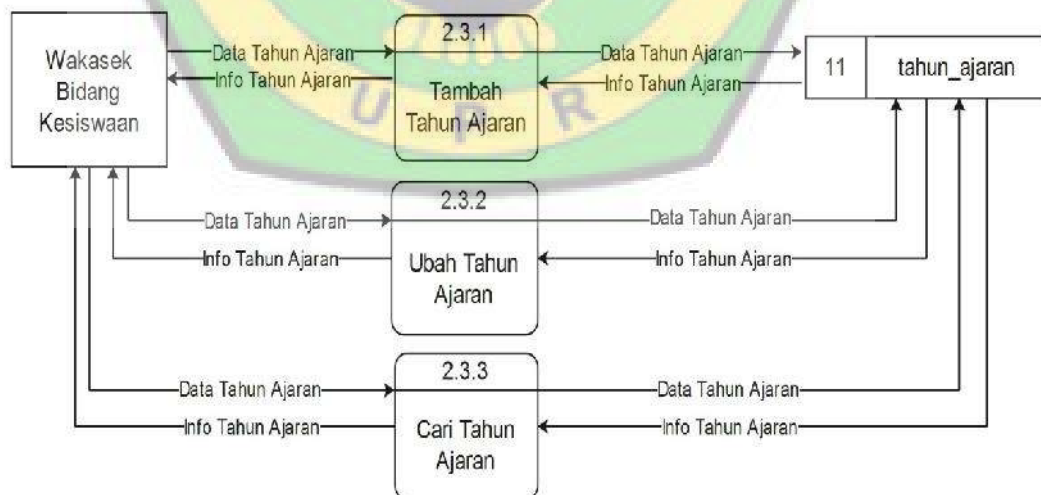 Wakasek
Bidang
Kesiswaan
Data Tahun Ajaran
Info Tahun Ajaran
2.3.1
Tambah
Tahun Ajaran
Data Tahun Ajaran
Info Tahun Ajaran
11
tahun_ajaran
U P R
Data Tahun Ajaran
Info Tahun Ajaran
2.3.2
Ubah Tahun
Ajaran
Data Tahun Ajaran
Info Tahun Ajaran
Data Tahun Ajaran
Info Tahun Ajaran
2.3.3
Cari Tahun
Ajaran
Data Tahun Ajaran
Info Tahun Ajaran